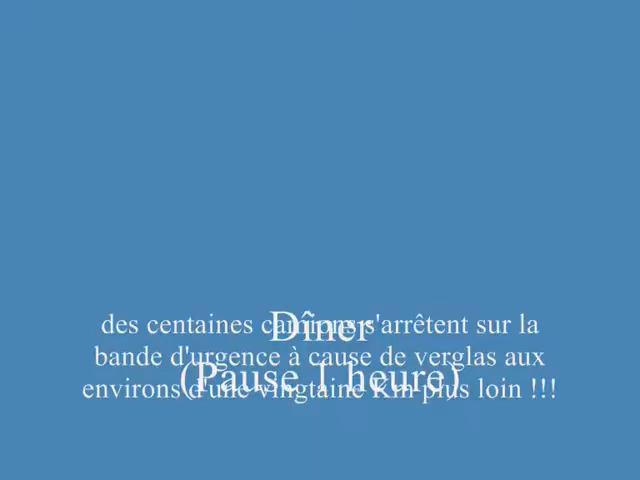 Dîner
(Pause 1 heure)
des centaines camions s'arrêtent sur la
bande d'urgence à cause de verglas aux
environs d'une vingtaine Km plus loin !!!